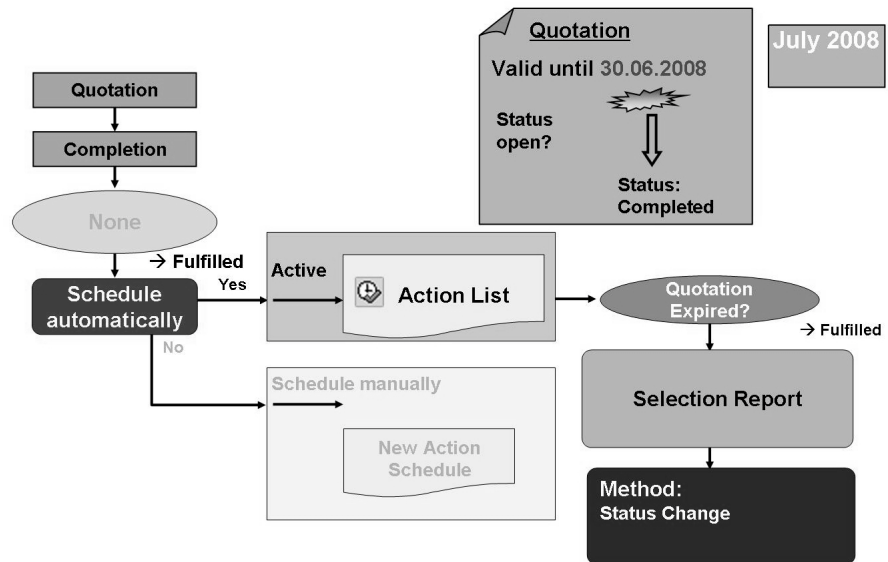 Quotation
Valid until 30.06.2008
Status
open?
Status:
Completed
July 2008
Quotation
Completion
None
→ Fulfilled
Schedule
automatically
Yes
No
Active
Action List
Schedule manually
New Action
Schedule
Quotation
Expired?
→ Fulfilled
Selection Report
Method:
Status Change